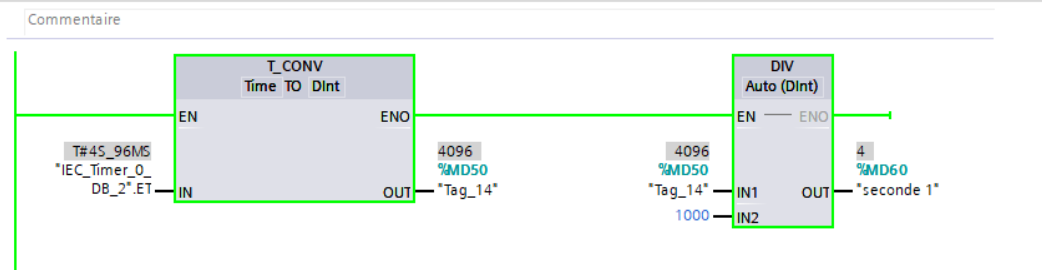 Commentaire
T_CONV
Time TO DInt
EN
ENO
T#4S_96MS
"IEC_Timer_0_
DB_2".ET
IN
OUT
4096
%MD50
"Tag_14"
DIV
Auto (DInt)
EN
ENO
4096
%MD50
"Tag_14"
IN1
1000
IN2
OUT
4
%MD60
"seconde 1"